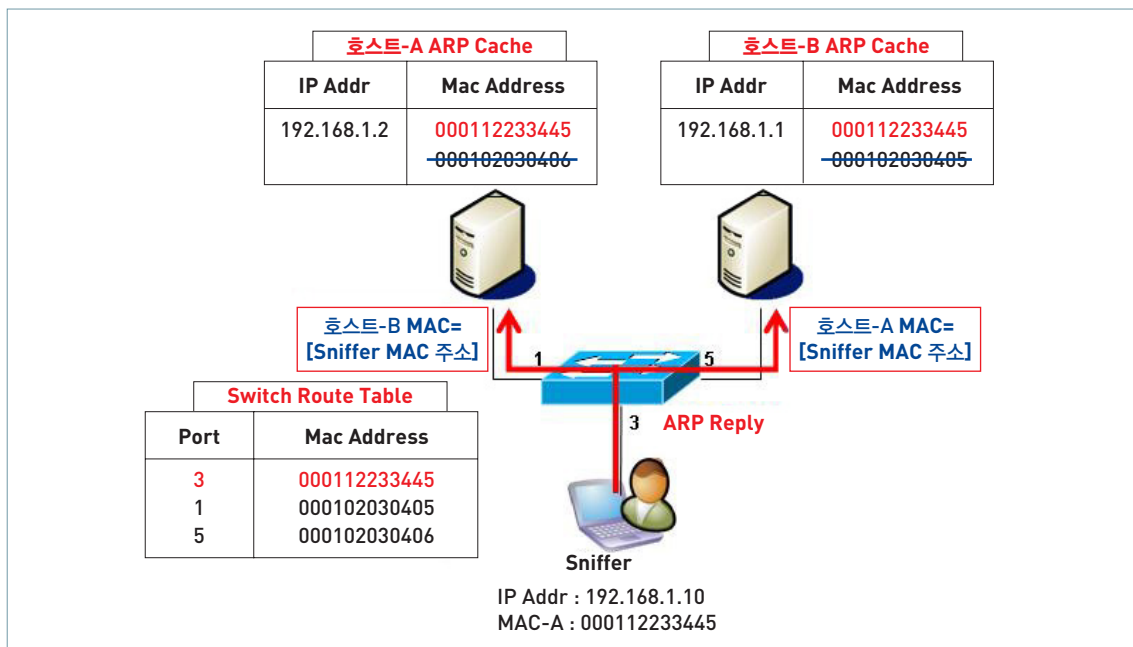 호스트-A ARP Cache
IP Addr Mac Address
192.168.1.2 000112233445
000102030406
호스트-B ARP Cache
IP Addr Mac Address
192.168.1.1 000112233445
000102030405
호스트-B MAC=
[Sniffer MAC 주소]
호스트-A MAC=
[Sniffer MAC 주소]
1
5
3
ARP Reply
Switch Route Table
Port Mac Address
3 000112233445
1 000102030405
5 000102030406
Sniffer
IP Addr : 192.168.1.10
MAC-A : 000112233445